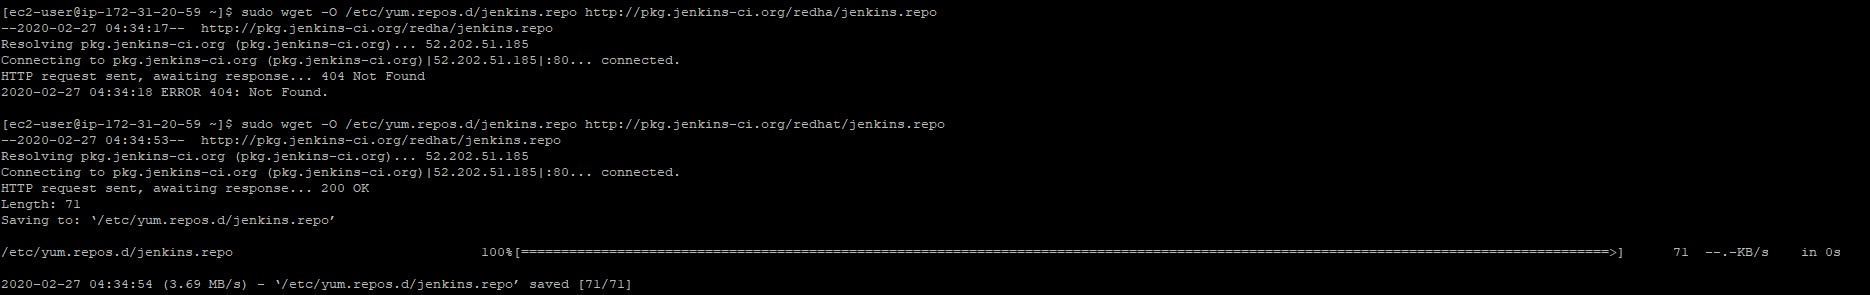 [ec2-user@ip-172-31-20-59 ~]$ sudo wget -O /etc/yum.repos.d/jenkins.repo http://pkg.jenkins-ci.org/redha/jenkins.repo
--2020-02-27 04:34:17--  http://pkg.jenkins-ci.org/redha/jenkins.repo
Resolving pkg.jenkins-ci.org (pkg.jenkins-ci.org)... 52.202.51.185
Connecting to pkg.jenkins-ci.org (pkg.jenkins-ci.org)|52.202.51.185|:80... connected.
HTTP request sent, awaiting response... 404 Not Found
2020-02-27 04:34:18 ERROR 404: Not Found.
[ec2-user@ip-172-31-20-59 ~]$ sudo wget -O /etc/yum.repos.d/jenkins.repo http://pkg.jenkins-ci.org/redhat/jenkins.repo
--2020-02-27 04:34:53--  http://pkg.jenkins-ci.org/redhat/jenkins.repo
Resolving pkg.jenkins-ci.org (pkg.jenkins-ci.org)... 52.202.51.185
Connecting to pkg.jenkins-ci.org (pkg.jenkins-ci.org)|52.202.51.185|:80... connected.
HTTP request sent, awaiting response... 200 OK
Length: 71
Saving to: ‘/etc/yum.repos.d/jenkins.repo’
/etc/yum.repos.d/jenkins.repo 100%[========================================================================================================================================>] 71 --.-KB/s in 0s
2020-02-27 04:34:54 (3.69 MB/s) - ‘/etc/yum.repos.d/jenkins.repo’ saved [71/71]